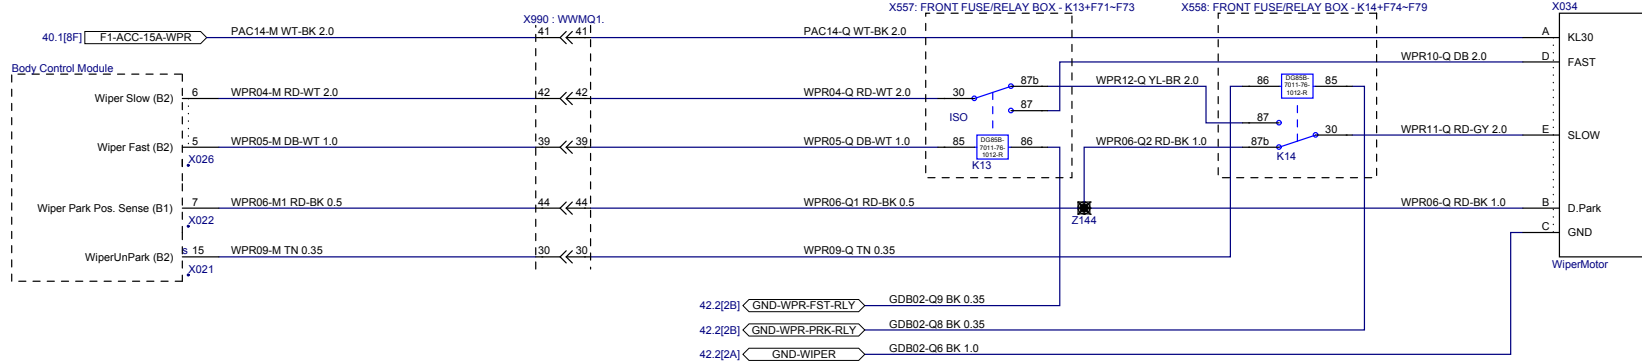 X557: FRONT FUSE/RELAY BOX - K13+F71~F73
X558: FRONT FUSE/RELAY BOX - K14+F74~F79
X034
X990 : WWMQ1.
40.1[8F] F1-ACC-15A-WPR PAC14-M WT-BK 2.0 41 41 PAC14-Q WT-BK 2.0 A KL30
WPR10-Q DB 2.0 D FAST
Body Control Module
87b WPR12-Q YL-BR 2.0 86 85
DG85B-
7011-76-
1012-R
Wiper Slow (B2) 6 WPR04-M RD-WT 2.0 42 42 WPR04-Q RD-WT 2.0 30
87
ISO
87
30 WPR11-Q RD-GY 2.0 E SLOW
Wiper Fast (B2) 5 WPR05-M DB-WT 1.0 39 39 WPR05-Q DB-WT 1.0 85 86 WPR06-Q2 RD-BK 1.0 87b
DG85B-
7011-76-
1012-R
X026
K13
K14
Wiper Park Pos. Sense (B1) 7 WPR06-M1 RD-BK 0.5 44 44 WPR06-Q1 RD-BK 0.5 WPR06-Q RD-BK 1.0 B D.Park
X022
Z144
C GND
WiperUnPark (B2) s 15 WPR09-M TN 0.35 30 30 WPR09-Q TN 0.35
X021
WiperMotor
42.2[2B] GND-WPR-FST-RLY GDB02-Q9 BK 0.35
42.2[2B] GND-WPR-PRK-RLY GDB02-Q8 BK 0.35
42.2[2A] GND-WIPER GDB02-Q6 BK 1.0